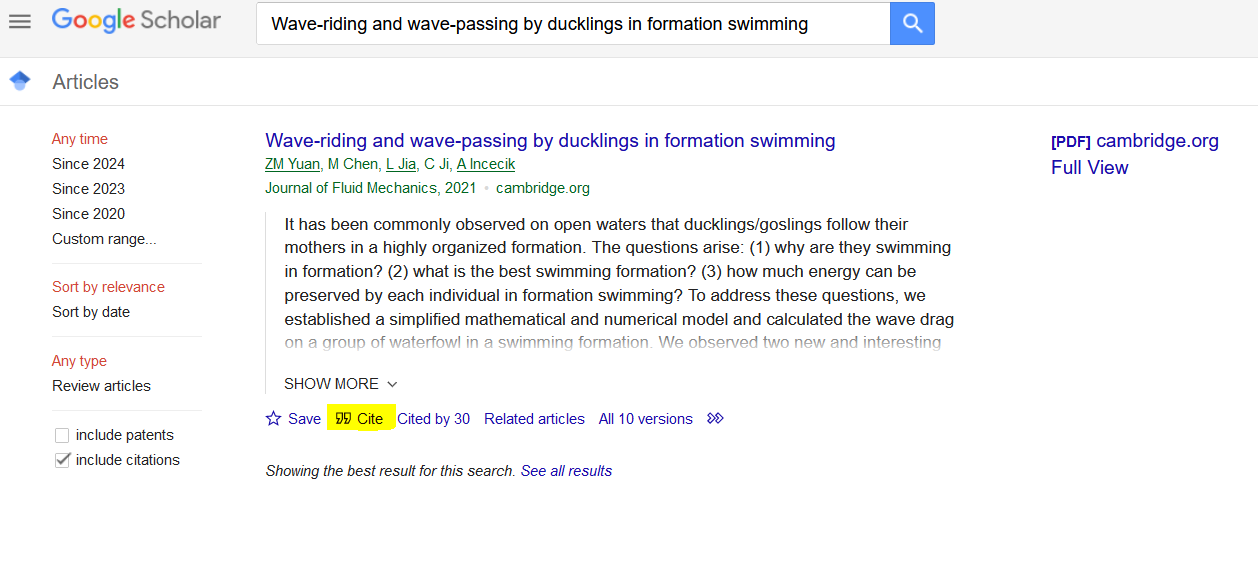 Google Scholar
Wave-riding and wave-passing by ducklings in formation swimming
Articles
Any time
Since 2024
Since 2023
Since 2020
Custom range...
Sort by relevance
Sort by date
Any type
Review articles
include patents
include citations
Wave-riding and wave-passing by ducklings in formation swimming
ZM Yuan, M Chen, L Jia, C Ji, A Incecik
Journal of Fluid Mechanics, 2021 • cambridge.org
It has been commonly observed on open waters that ducklings/goslings follow their
mothers in a highly organized formation. The questions arise: (1) why are they swimming
in formation? (2) what is the best swimming formation? (3) how much energy can be
preserved by each individual in formation swimming? To address these questions, we
established a simplified mathematical and numerical model and calculated the wave drag
on a group of waterfowl in a swimming formation. We observed two new and interesting
SHOW MORE
Save Cite Cited by 30 Related articles All 10 versions
Showing the best result for this search. See all results
[PDF] cambridge.org
Full View